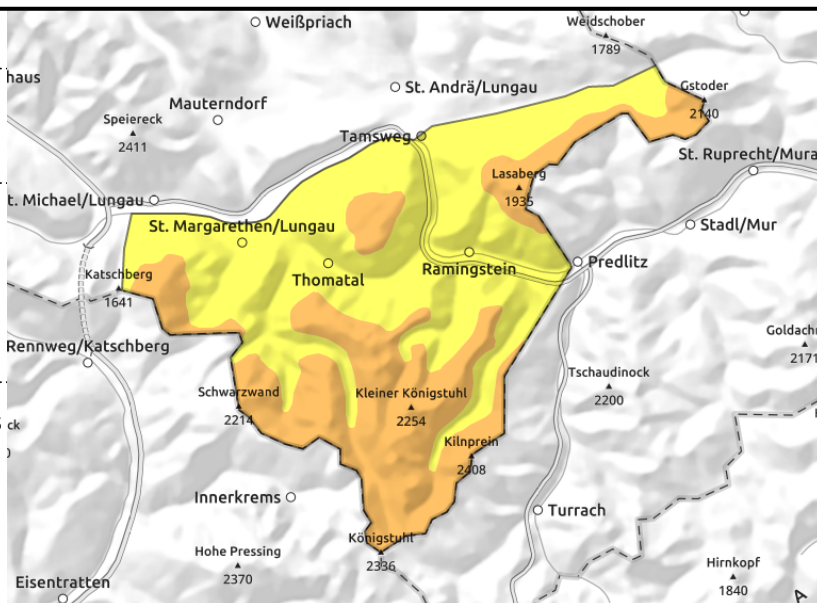 Weißpriach
Weidschober
1789
haus
St. Andrä/Lungau
Gstoder
2140
Mauterndorf
Speiereck
2411
Tamsweg
St. Ruprecht/Mura
Lasaberg
1935
t. Michael/Lungau
St. Margarethen/Lungau
Stadl/Mur
Ramingstein
Predlitz
Thomatal
Katschberg
1641
Goldachn
2171
Rennweg/Katschberg
Tschaudinock
2200
Schwarzwand
2214
Kleiner Königstuhl
2254
ck
Kilnprein
2408
Innerkrems
Turrach
Königstuhl
2336
Hohe Pressing
2370
Hirnkopf
1840
Eisentratten
A